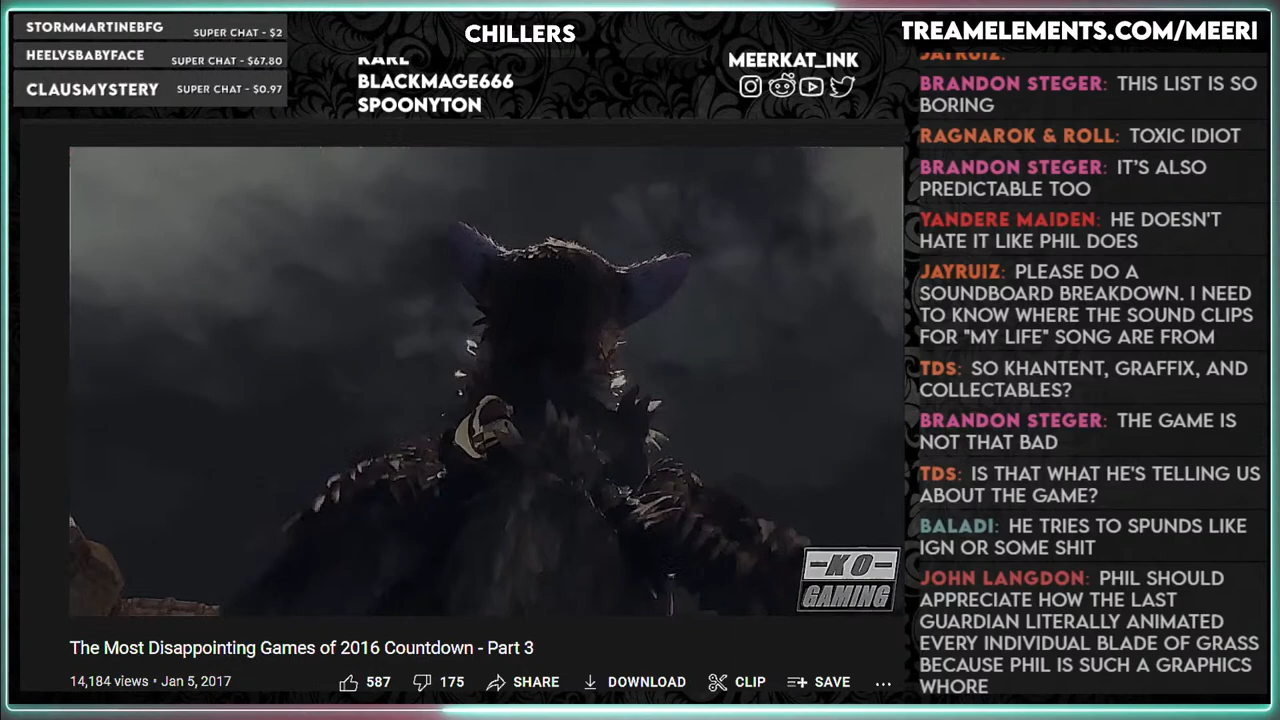 STORMMARTINEBFG SUPER CHAT - $2
HEELVSBABYFACE SUPER CHAT - $67.80
CLAUSMYSTERY SUPER CHAT - $0.97
CHILLERS
KARL
BLACKMAGE666
SPOONYTON
MEERKAT_INK
TREAMELEMENTS.COM/MEERI
JAYRUIZ:
BRANDON STEGER: THIS LIST IS SO
BORING
RAGNAROK & ROLL: TOXIC IDIOT
BRANDON STEGER: IT'S ALSO
PREDICTABLE TOO
YANDERE MAIDEN: HE DOESN'T
HATE IT LIKE PHIL DOES
JAYRUIZ: PLEASE DO A
SOUNDBOARD BREAKDOWN. I NEED
TO KNOW WHERE THE SOUND CLIPS
FOR "MY LIFE" SONG ARE FROM
TDS: SO KHANTENT, GRAFFIX, AND
COLLECTABLES?
BRANDON STEGER: THE GAME IS
NOT THAT BAD
TDS: IS THAT WHAT HE'S TELLING US
ABOUT THE GAME?
BALADI: HE TRIES TO SPUNDS LIKE
IGN OR SOME SHIT
JOHN LANGDON: PHIL SHOULD
APPRECIATE HOW THE LAST
GUARDIAN LITERALLY ANIMATED
EVERY INDIVIDUAL BLADE OF GRASS
BECAUSE PHIL IS SUCH A GRAPHICS
WHORE
-KO-
GAMING
The Most Disappointing Games of 2016 Countdown - Part 3
14,184 views • Jan 5, 2017
587 175 SHARE DOWNLOAD CLIP SAVE ...